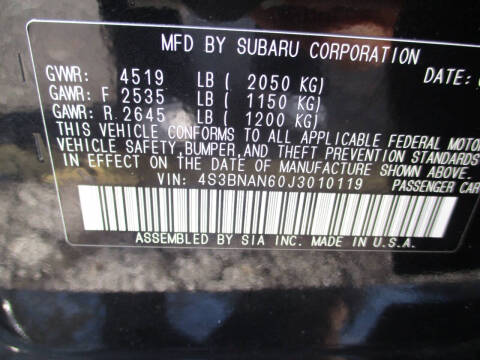 MFD BY SUBARU CORPORATION
GVWR: 4519 LB ( 2050 KG) DATE:
GAWR: F 2535 LB ( 1150 KG)
GAWR: R 2645 LB ( 1200 KG)
THIS VEHICLE CONFORMS TO ALL APPLICABLE FEDERAL MOTO
VEHICLE SAFETY, BUMPER, AND THEFT PREVENTION STANDARDS
IN EFFECT ON THE DATE OF MANUFACTURE SHOWN ABOVE.
VIN: 4S3BNAN60J3010119 PASSENGER CAR
ASSEMBLED BY SIA INC. MADE IN U.S.A.